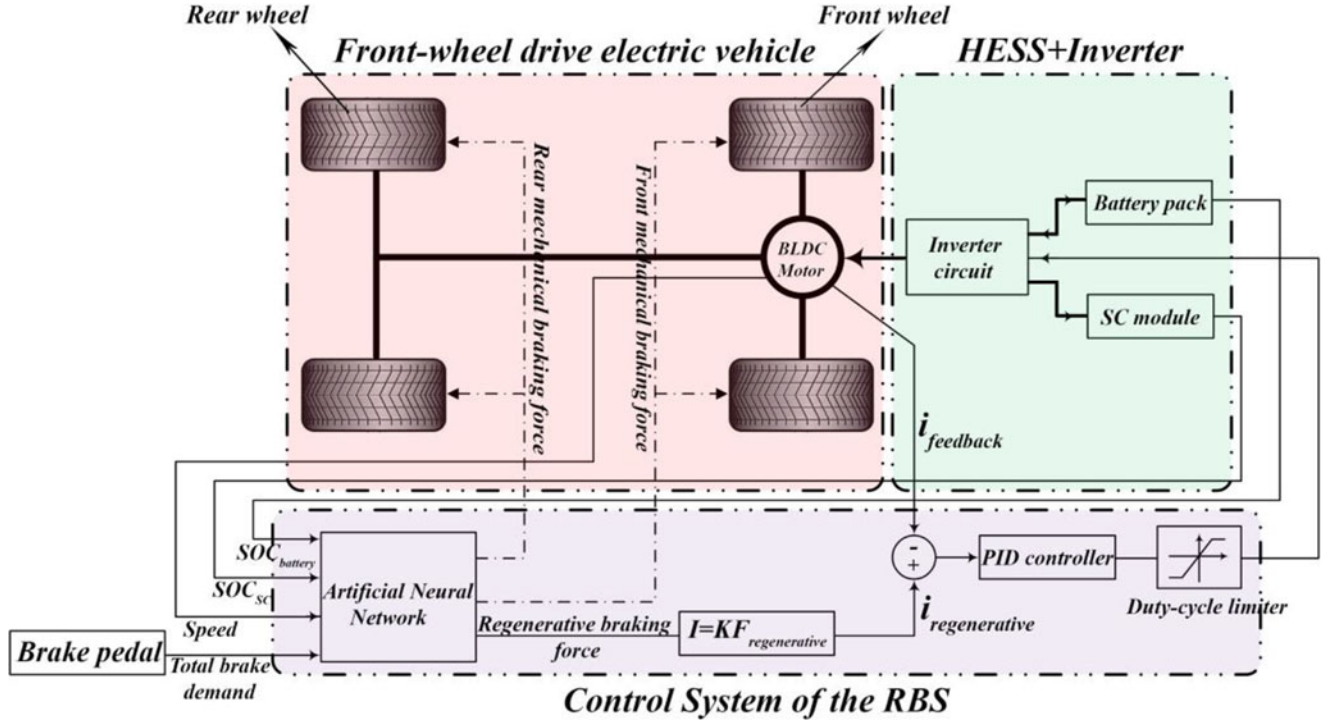 Rear wheel
Front wheel
Front-wheel drive electric vehicle
HESS+Inverter
Rear mechanical braking force
Front mechanical braking force
BLDC
Motor
Inverter
circuit
Battery pack
SC module
i feedback
SOC battery
SOC SC
Speed
Brake pedal
Total brake
demand
Artificial Neural
Network
Regenerative braking
force
I=KF regenerative
-
+
i regenerative
PID controller
Duty-cycle limiter
Control System of the RBS